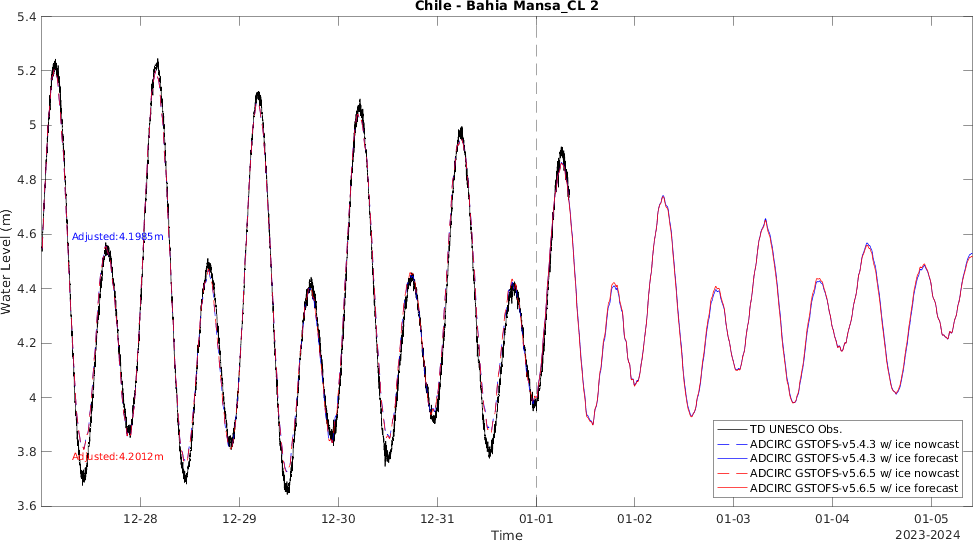 Chile - Bahia Mansa_CL 2
Water Level (m)
5.4
5.2
5
4.8
4.6
4.4
4.2
4
3.8
3.6
Adjusted:4.1985m
Adjusted:4.2012m
TD UNESCO Obs.
ADCIRC GSTOFS-v5.4.3 w/ ice nowcast
ADCIRC GSTOFS-v5.4.3 w/ ice forecast
ADCIRC GSTOFS-v5.6.5 w/ ice nowcast
ADCIRC GSTOFS-v5.6.5 w/ ice forecast
12-28 12-29 12-30 12-31 01-01 01-02 01-03 01-04 01-05
Time
2023-2024